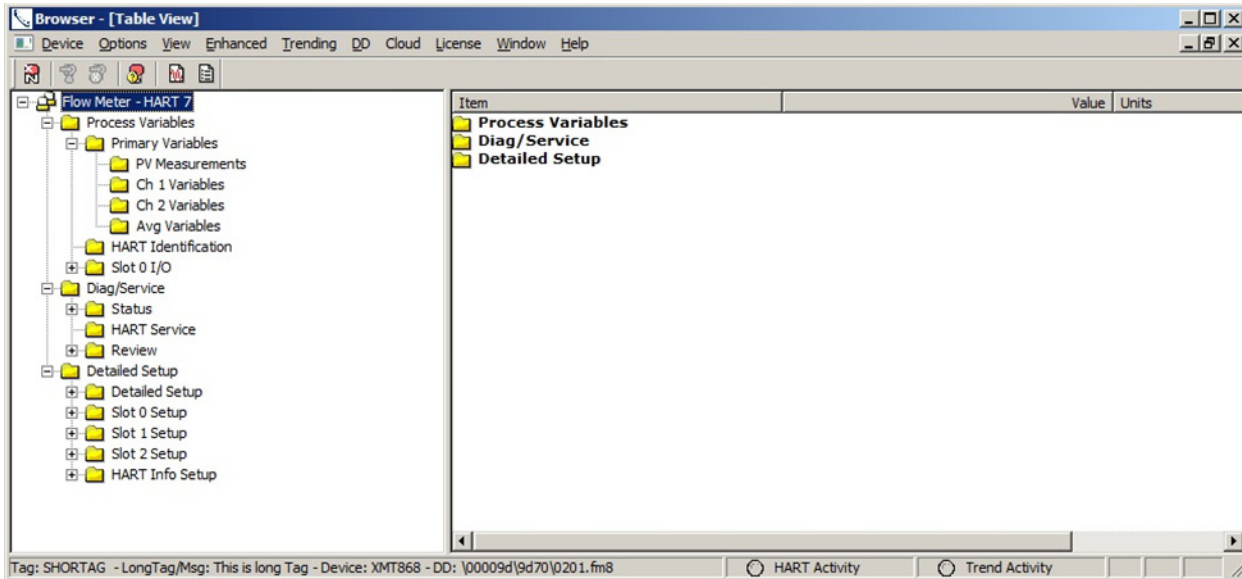 Browser - [Table View]
Device Options View Enhanced Trending DD Cloud License Window Help
Flow Meter - HART 7
Process Variables
Primary Variables
PV Measurements
Ch 1 Variables
Ch 2 Variables
Avg Variables
HART Identification
Slot 0 I/O
Diag/Service
Status
HART Service
Review
Detailed Setup
Detailed Setup
Slot 0 Setup
Slot 1 Setup
Slot 2 Setup
HART Info Setup
Item Value Units
Process Variables
Diag/Service
Detailed Setup
Tag: SHORTAG - LongTag/Msg: This is long Tag - Device: XMT868 - DD: \00009d\9d70\0201.fm8 HART Activity Trend Activity